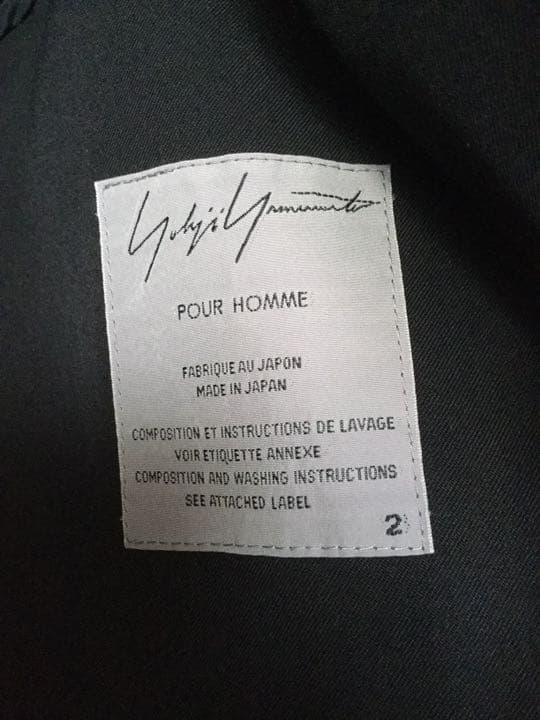 Yohji Yamamoto
POUR HOMME
FABRIQUE AU JAPON
MADE IN JAPAN
COMPOSITION ET INSTRUCTIONS DE LAVAGE
VOIR ETIQUETTE ANNEXE
COMPOSITION AND WASHING INSTRUCTIONS
SEE ATTACHED LABEL
2